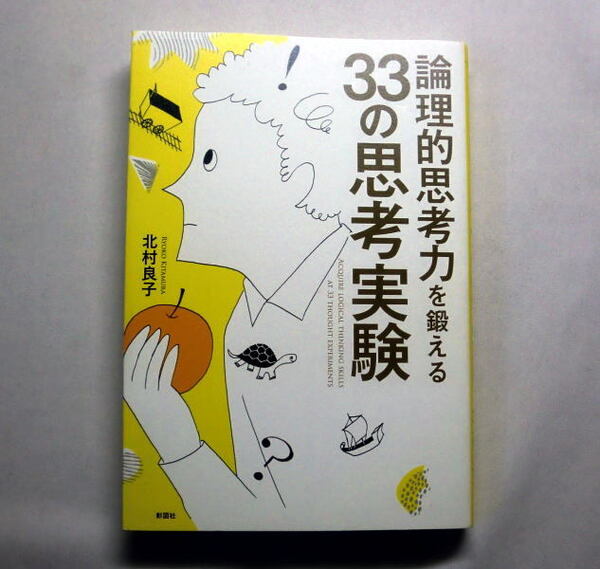 論理的思考力を鍛える
33の思考実験
ACQUIRE LOGICAL THINKING SKILLS
AT 33 THOUGHT EXPERIMENTS
北村良子
RYOKO KITAMURA
彩図社